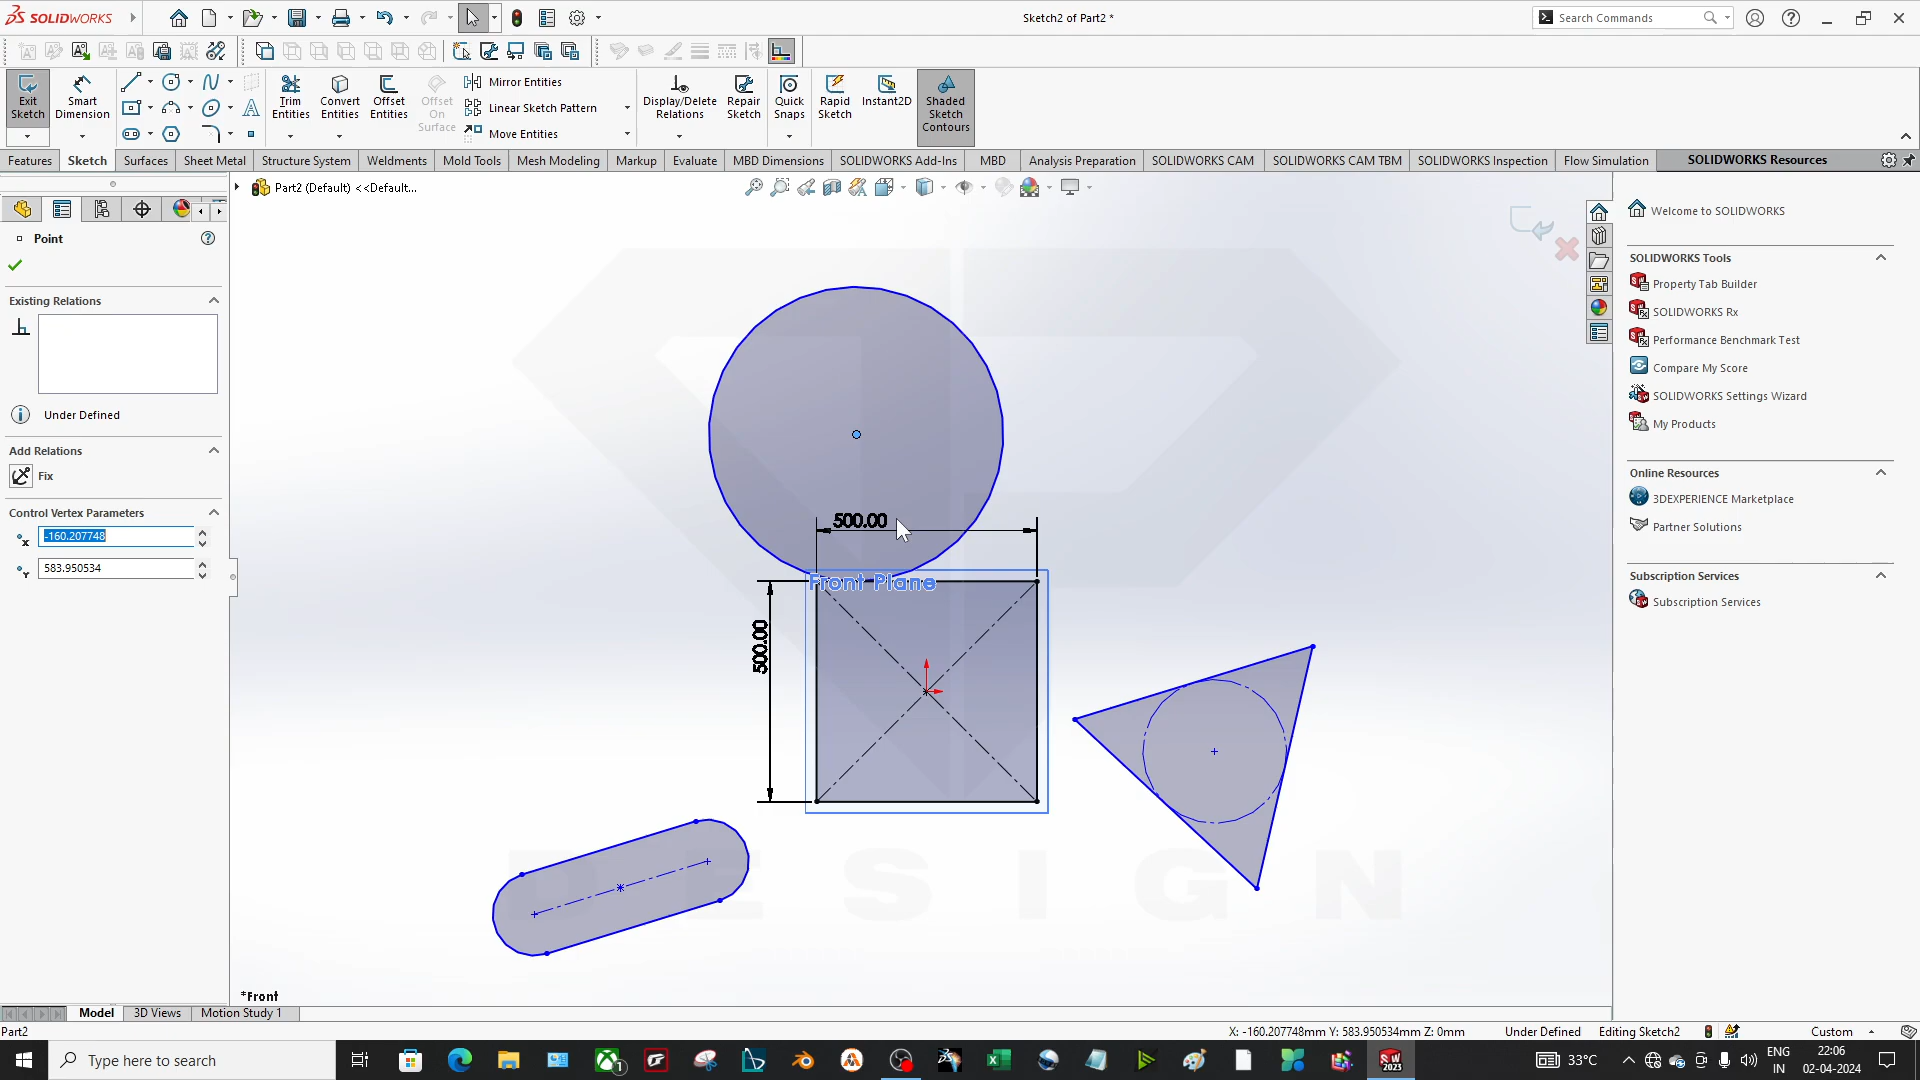 SOLIDWORKS
Sketch2 of Part2 *
Search Commands
Exit Sketch
Smart Dimension
Trim Entities
Convert Entities
Offset Entities
Offset On Surface
Mirror Entities
Linear Sketch Pattern
Move Entities
Display/Delete Relations
Repair Sketch
Quick Snaps
Rapid Sketch
Instant2D
Shaded Sketch Contours
Features Sketch Surfaces Sheet Metal Structure System Weldments Mold Tools Mesh Modeling Markup Evaluate MBD Dimensions SOLIDWORKS Add-Ins MBD Analysis Preparation SOLIDWORKS CAM SOLIDWORKS CAM TBM SOLIDWORKS Inspection Flow Simulation SOLIDWORKS Resources
Part2 (Default) <<Default...
Point
Existing Relations
Under Defined
Add Relations
Fix
Control Vertex Parameters
-160.207748
583.950534
500.00
Front Plane
500.00
DESIGN
*Front
Welcome to SOLIDWORKS
SOLIDWORKS Tools
Property Tab Builder
SOLIDWORKS Rx
Performance Benchmark Test
Compare My Score
SOLIDWORKS Settings Wizard
My Products
Online Resources
3DEXPERIENCE Marketplace
Partner Solutions
Subscription Services
Subscription Services
Model 3D Views Motion Study 1
Part2
X: -160.207748mm Y: 583.950534mm Z: 0mm Under Defined Editing Sketch2 Custom
Type here to search
33°C
ENG
IN
22:06
02-04-2024